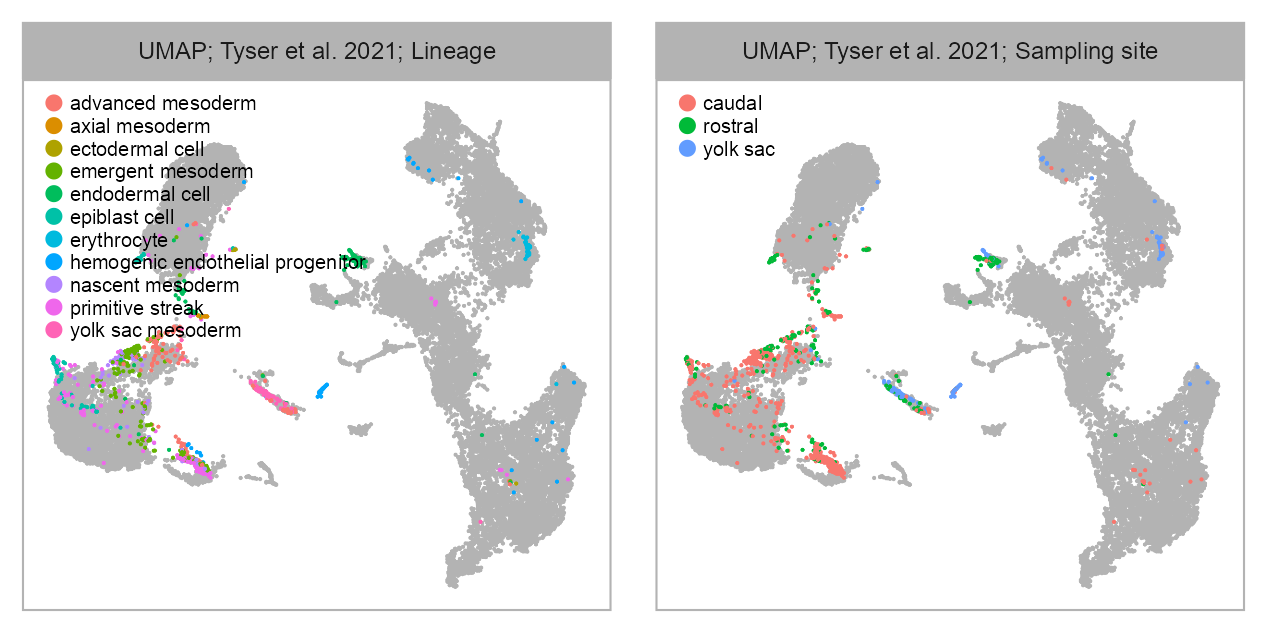 UMAP; Tyser et al. 2021; Lineage
advanced mesoderm
axial mesoderm
ectodermal cell
emergent mesoderm
endodermal cell
epiblast cell
erythrocyte
hemogenic endothelial progenitor
nascent mesoderm
primitive streak
yolk sac mesoderm
UMAP; Tyser et al. 2021; Sampling site
caudal
rostral
yolk sac